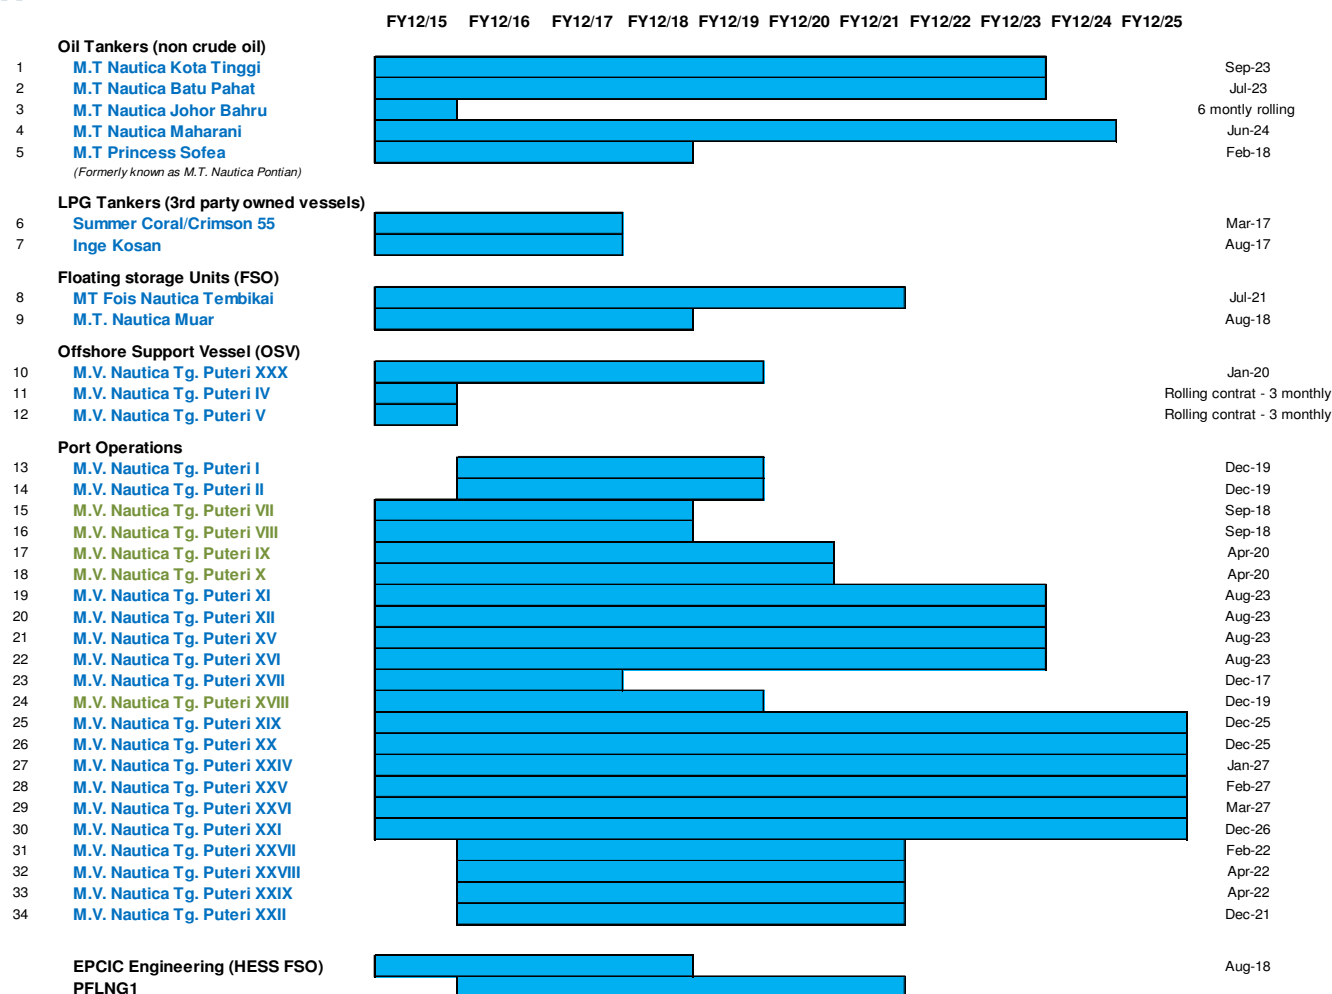 FY12/15 FY12/16 FY12/17 FY12/18 FY12/19 FY12/20 FY12/21 FY12/22 FY12/23 FY12/24 FY12/25
Oil Tankers (non crude oil)
1 M.T Nautica Kota Tinggi Sep-23
2 M.T Nautica Batu Pahat Jul-23
3 M.T Nautica Johor Bahru 6 montly rolling
4 M.T Nautica Maharani Jun-24
5 M.T Princess Sofea Feb-18
(Formerly known as M.T. Nautica Pontian)
LPG Tankers (3rd party owned vessels)
6 Summer Coral/Crimson 55 Mar-17
7 Inge Kosan Aug-17
Floating storage Units (FSO)
8 MT Fois Nautica Tembikai Jul-21
9 M.T. Nautica Muar Aug-18
Offshore Support Vessel (OSV)
10 M.V. Nautica Tg. Puteri XXX Jan-20
11 M.V. Nautica Tg. Puteri IV Rolling contrat - 3 monthly
12 M.V. Nautica Tg. Puteri V Rolling contrat - 3 monthly
Port Operations
13 M.V. Nautica Tg. Puteri I Dec-19
14 M.V. Nautica Tg. Puteri II Dec-19
15 M.V. Nautica Tg. Puteri VII Sep-18
16 M.V. Nautica Tg. Puteri VIII Sep-18
17 M.V. Nautica Tg. Puteri IX Apr-20
18 M.V. Nautica Tg. Puteri X Apr-20
19 M.V. Nautica Tg. Puteri XI Aug-23
20 M.V. Nautica Tg. Puteri XII Aug-23
21 M.V. Nautica Tg. Puteri XV Aug-23
22 M.V. Nautica Tg. Puteri XVI Aug-23
23 M.V. Nautica Tg. Puteri XVII Dec-17
24 M.V. Nautica Tg. Puteri XVIII Dec-19
25 M.V. Nautica Tg. Puteri XIX Dec-25
26 M.V. Nautica Tg. Puteri XX Dec-25
27 M.V. Nautica Tg. Puteri XXIV Jan-27
28 M.V. Nautica Tg. Puteri XXV Feb-27
29 M.V. Nautica Tg. Puteri XXVI Mar-27
30 M.V. Nautica Tg. Puteri XXI Dec-26
31 M.V. Nautica Tg. Puteri XXVII Feb-22
32 M.V. Nautica Tg. Puteri XXVIII Apr-22
33 M.V. Nautica Tg. Puteri XXIX Apr-22
34 M.V. Nautica Tg. Puteri XXII Dec-21
EPCIC Engineering (HESS FSO) Aug-18
PFLNG1